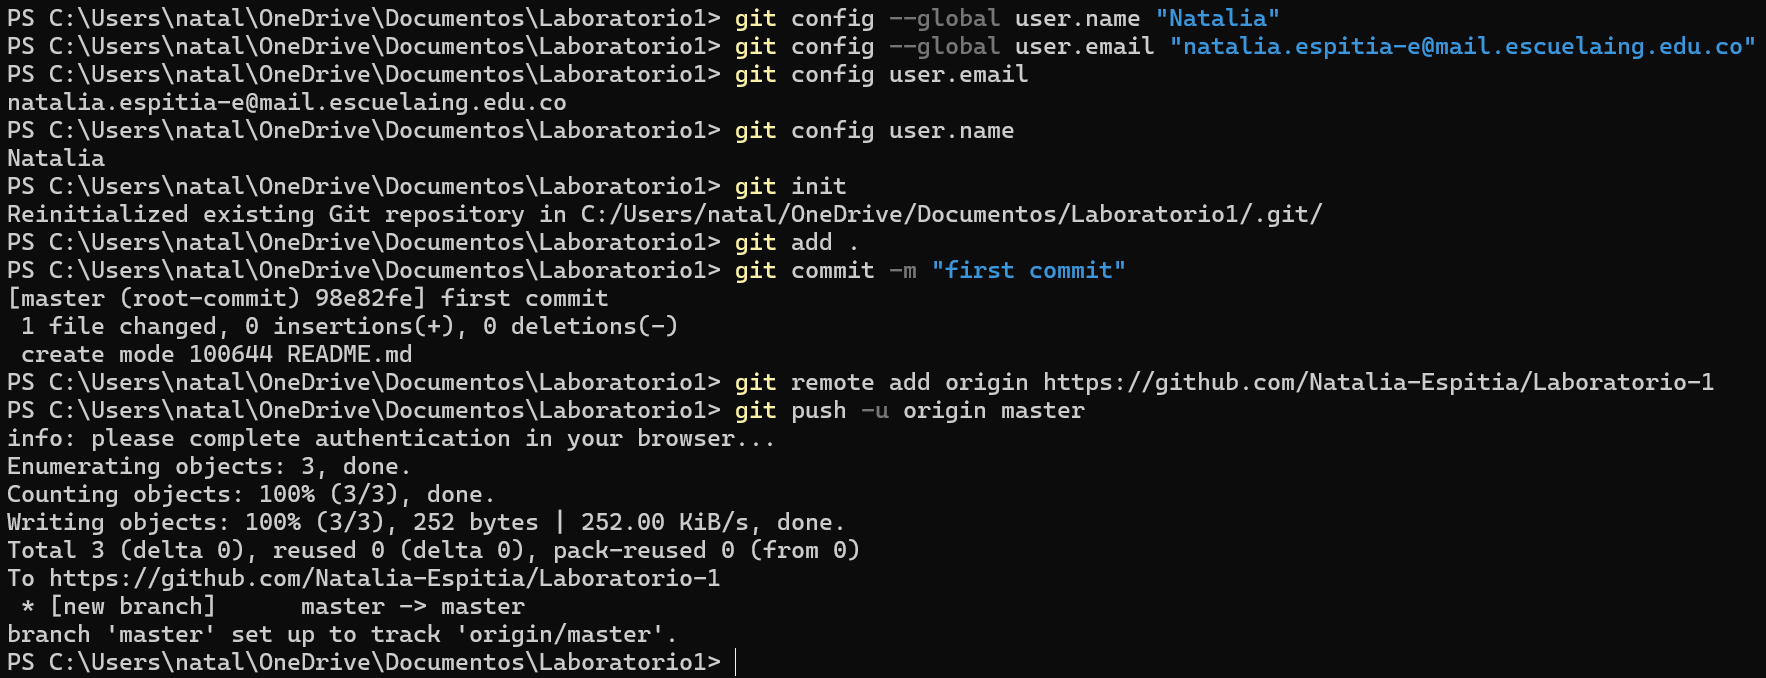 PS C:\Users\natal\OneDrive\Documentos\Laboratorio1> git config --global user.name "Natalia"
PS C:\Users\natal\OneDrive\Documentos\Laboratorio1> git config --global user.email "natalia.espitia-e@mail.escuelaing.edu.co"
PS C:\Users\natal\OneDrive\Documentos\Laboratorio1> git config user.email
natalia.espitia-e@mail.escuelaing.edu.co
PS C:\Users\natal\OneDrive\Documentos\Laboratorio1> git config user.name
Natalia
PS C:\Users\natal\OneDrive\Documentos\Laboratorio1> git init
Reinitialized existing Git repository in C:/Users/natal/OneDrive/Documentos/Laboratorio1/.git/
PS C:\Users\natal\OneDrive\Documentos\Laboratorio1> git add .
PS C:\Users\natal\OneDrive\Documentos\Laboratorio1> git commit -m "first commit"
[master (root-commit) 98e82fe] first commit
 1 file changed, 0 insertions(+), 0 deletions(-)
 create mode 100644 README.md
PS C:\Users\natal\OneDrive\Documentos\Laboratorio1> git remote add origin https://github.com/Natalia-Espitia/Laboratorio-1
PS C:\Users\natal\OneDrive\Documentos\Laboratorio1> git push -u origin master
info: please complete authentication in your browser...
Enumerating objects: 3, done.
Counting objects: 100% (3/3), done.
Writing objects: 100% (3/3), 252 bytes | 252.00 KiB/s, done.
Total 3 (delta 0), reused 0 (delta 0), pack-reused 0 (from 0)
To https://github.com/Natalia-Espitia/Laboratorio-1
 * [new branch]      master -> master
branch 'master' set up to track 'origin/master'.
PS C:\Users\natal\OneDrive\Documentos\Laboratorio1>